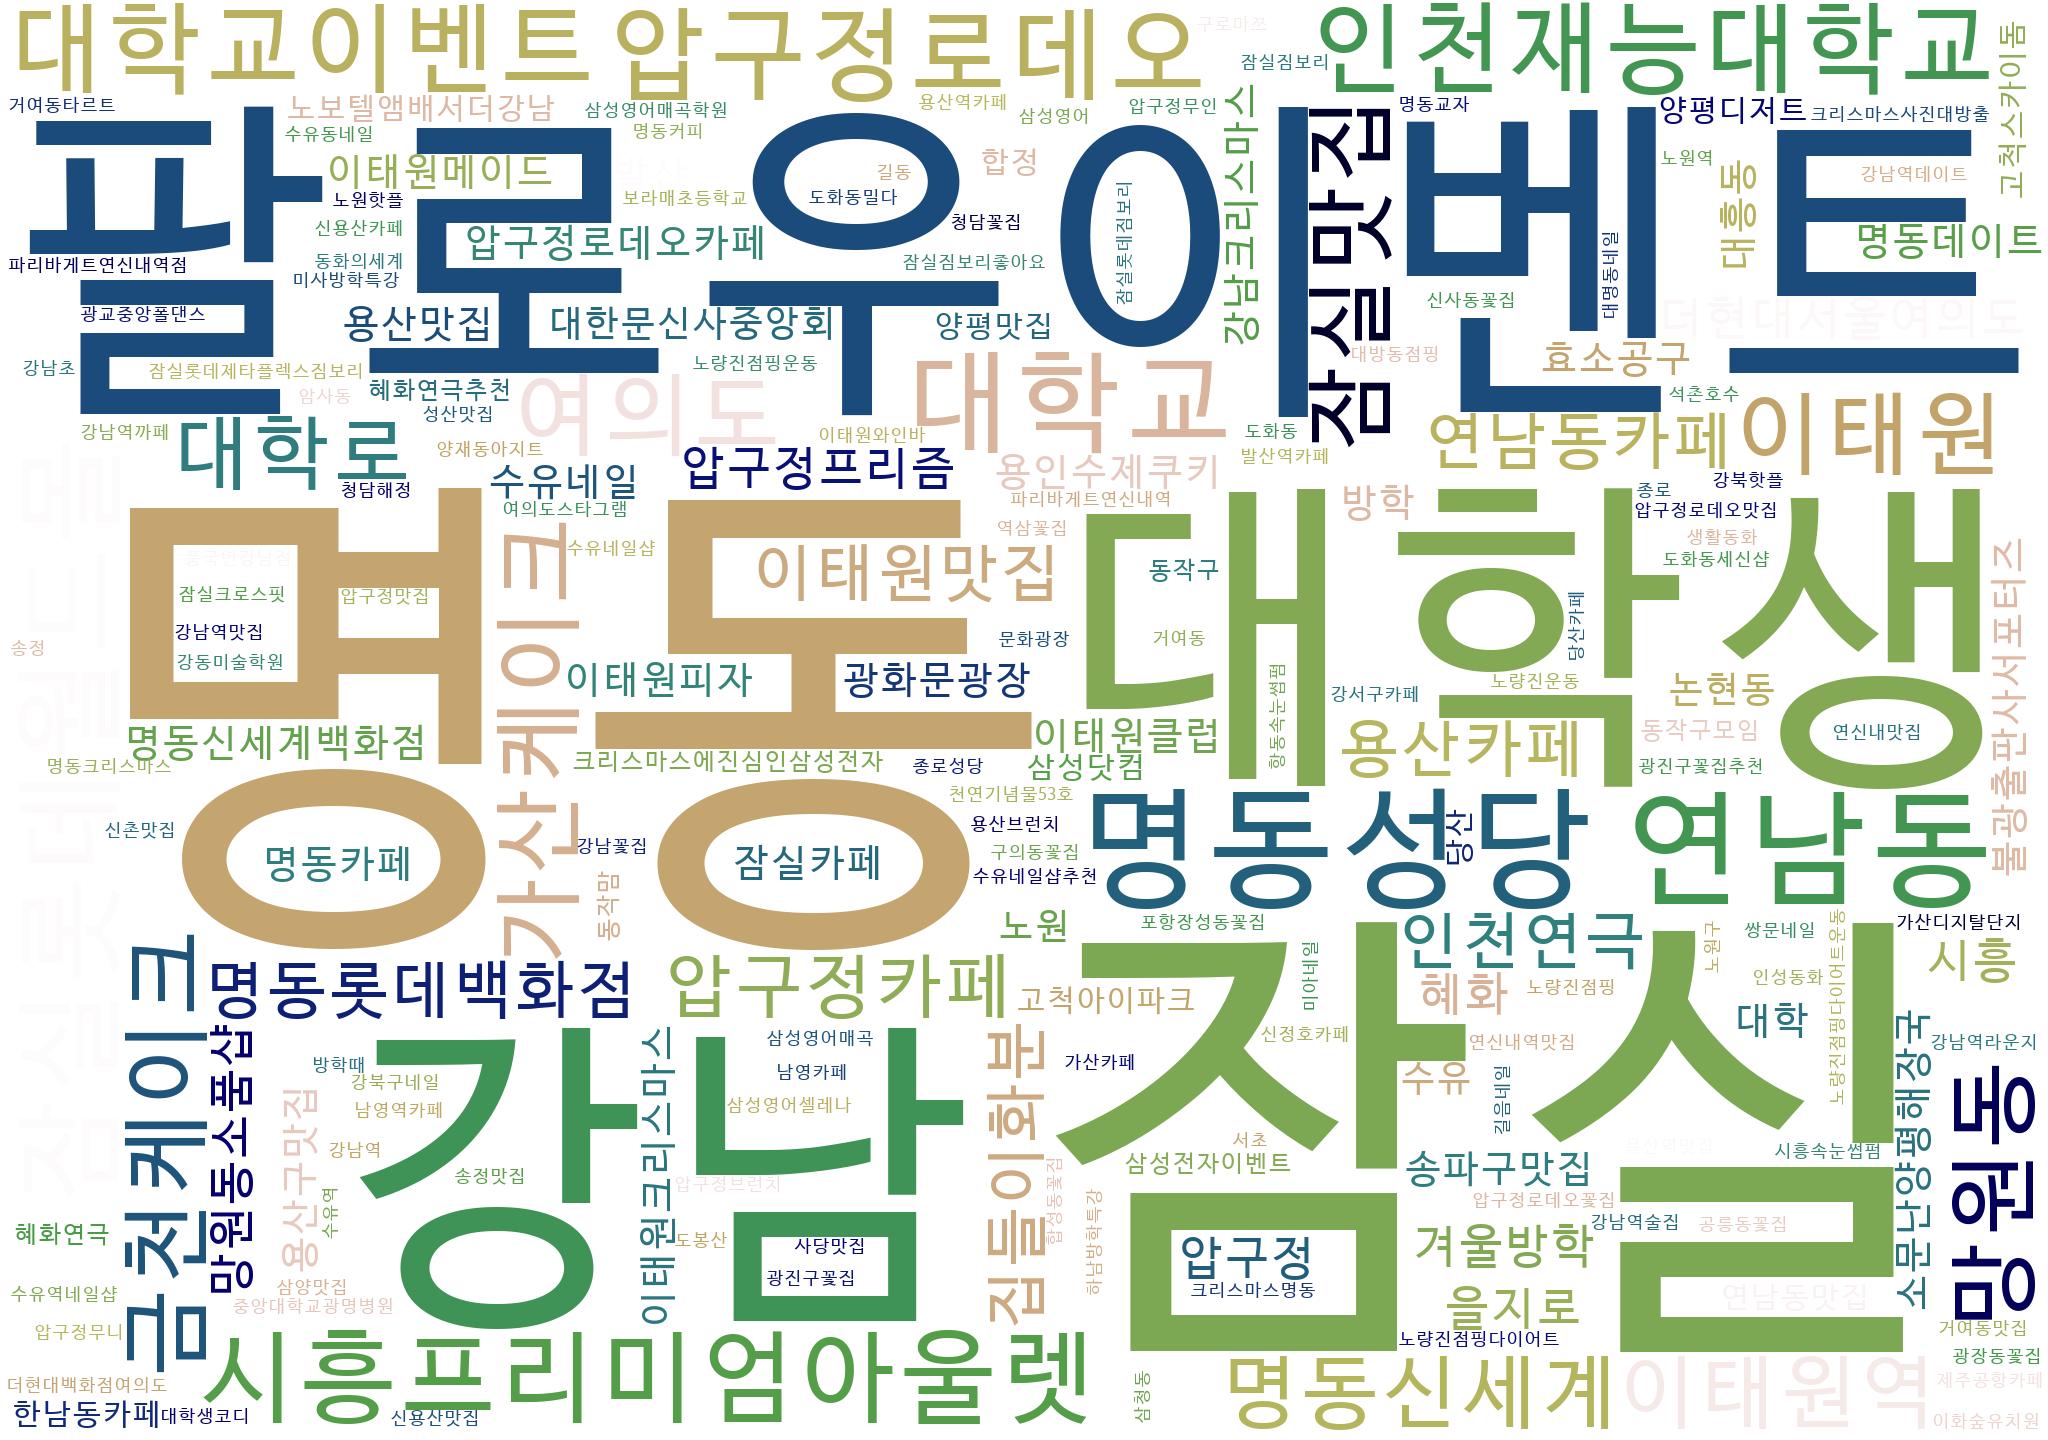 대학교이벤트
압구정로데오
구로마쏘
인천재능대학교
잠실짐보리
고척스카이돔
거여동타르트
노보텔앰배서더강남
삼성영어매곡학원
용산역카페
삼성영어
압구정무인
강남크리스마스
잠실맛집
명동교자
양평디저트
크리스마스사진대방출
수유동네일
명동커피
팔로우이벤트
이태원메이드
방산
길동
합정
노원역
대흥동
강남역데이트
노원핫플
보라매초등학교
도화동밀다
잠실롯데짐보리
신용산카페
압구정로데오카페
청담꽃집
대명동네일
명동데이트
파리바게트연신내역점
동화의세계
미사방학특강
잠실짐보리좋아요
신사동꽃집
더현대서울여의도
광교중앙폴댄스
용산맛집
대한문신사중앙회
양평맛집
강남초
잠실롯데제타플렉스짐보리
노량진점핑운동
대방동점핑
효소공구
암사동
혜화연극추천
여의도
대학교
석촌호수
성산맛집
강남역까페
대학로
양재동아지트
이태원와인바
도화동
연남동카페
이태원
잠실롯데월드몰
수유네일
압구정프리즘
용인수제쿠키
발산역카페
청담해정
여의도스타그램
파리바게트연신내역
방학
종로
강북핫플
압구정로데오맛집
명동
대학생
가산케이크
수유네일샵
역삼꽃집
생활동화
불광출판사서포터즈
이태원맛집
동작구
도화동세신샵
잠실크로스핏
압구정맛집
당산카페
강남역맛집
문화광장
거여동
송정
강동미술학원
이태원피자
광화문광장
항동속눈썹펌
강서구카페
노량진운동
논현동
명동신세계백화점
이태원클럽
용산카페
동작구모임
연신내맛집
명동크리스마스
크리스마스에진심인삼성전자
종로성당
삼성닷컴
광진구꽃집추천
천연기념물53호
명동성당
당산
연남동
신촌맛집
명동카페
강남꽃집
잠실카페
용산브런치
구의동꽃집
수유네일샵추천
동작맘
노원
포항장성동꽃집
인천연극
노원구
쌍문네일
가산디지털단지
금천케이크
명동롯데백화점
압구정카페
미아네일
잠실
인성동화
노량진점핑다이어트운동
시흥
고척아이파크
혜화
노량진점핑
대학
망원동소품샵
방학때
강남
이태원크리스마스
삼성영어매곡
집들이화분
신정호카페
연신내역맛집
소문난양평해장국
강남역라운지
강북구네일
남영카페
가산카페
수유
길음네일
망원동
용산구맛집
남영역카페
삼성영어셀레나
강남역
서초
시흥속눈썹펌
송정맛집
압구정브런치
삼성전자이벤트
송파구맛집
수유역
합성동꽃집
하남방학특강
압구정로데오꽃집
혜화연극
도봉산
사당맛집
압구정
겨울방학
강남역술집
공릉동꽃집
삼양맛집
광진구꽃집
크리스마스명동
수유역네일샵
중앙대학교광명병원
을지로
연남동맛집
압구정무니
시흥프리미엄아울렛
노량진점핑다이어트
거여동맛집
광장동꽃집
더현대백화점여의도
삼청동
명동신세계
이태원역
제주공항카페
한남동카페
대학생코디
신용산맛집
이화숲유치원